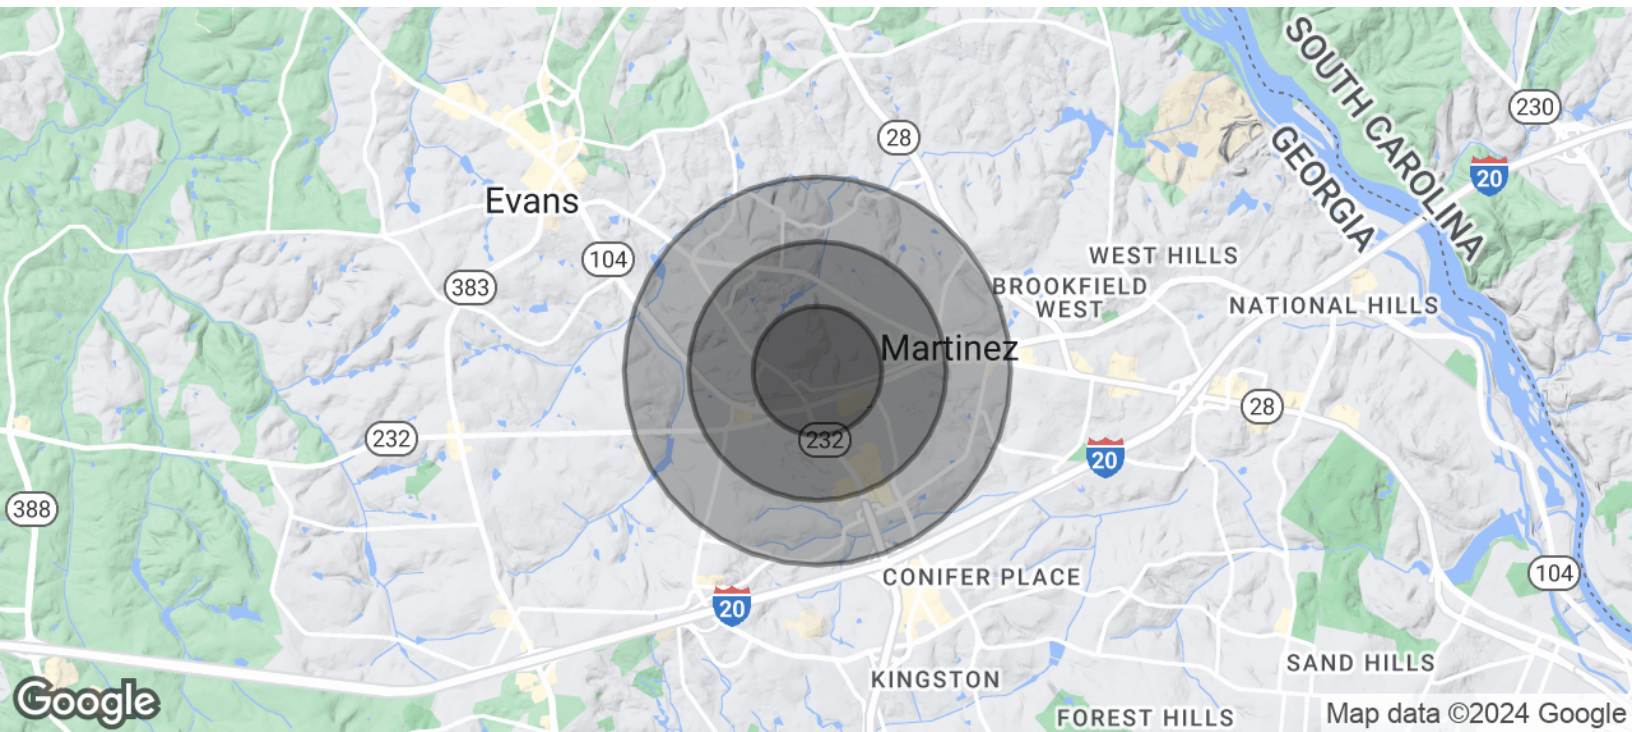 SOUTH CAROLINA
GEORGIA
230
28
20
Evans
104
383
WEST HILLS
BROOKFIELD
WEST
NATIONAL HILLS
Martinez
28
232
232
20
388
CONIFER PLACE
104
20
KINGSTON
SAND HILLS
Google
FOREST HILLS
Map data ©2024 Google